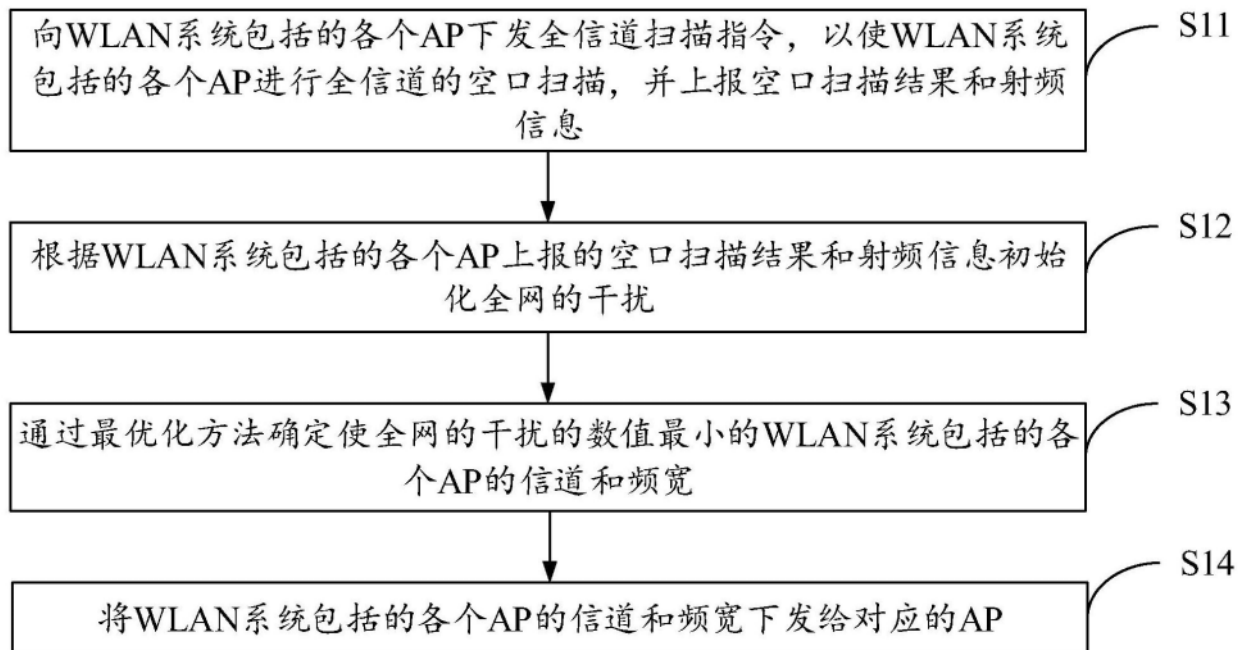 向WLAN系统包括的各个AP下发全信道扫描指令，以使WLAN系统
包括的各个AP进行全信道的空口扫描，并上报空口扫描结果和射频
信息
S11
根据WLAN系统包括的各个AP上报的空口扫描结果和射频信息初始
化全网的干扰
S12
通过最优化方法确定使全网的干扰的数值最小的WLAN系统包括的各
个AP的信道和频宽
S13
将WLAN系统包括的各个AP的信道和频宽下发给对应的AP
S14